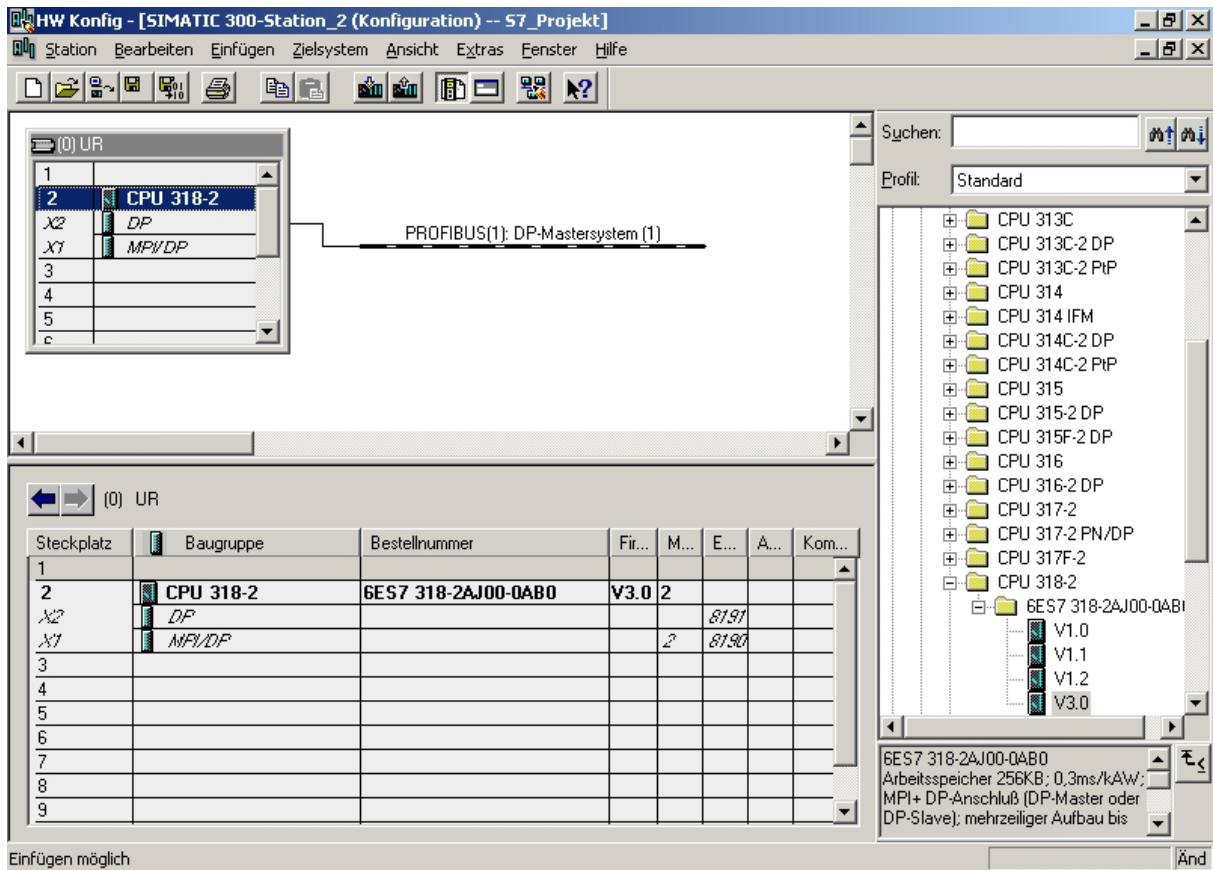 HW Konfig - [SIMATIC 300-Station_2 (Konfiguration) -- S7_Projekt]
Station Bearbeiten Einfügen Zielsystem Ansicht Extras Fenster Hilfe
(0) UR
1
2 CPU 318-2
X2 DP
X1 MPI/DP
3
4
5
PROFIBUS(1): DP-Mastersystem (1)
Suchen:
Profil: Standard
CPU 313C
CPU 313C-2 DP
CPU 313C-2 PtP
CPU 314
CPU 314 IFM
CPU 314C-2 DP
CPU 314C-2 PtP
CPU 315
CPU 315-2 DP
CPU 315F-2 DP
CPU 316
CPU 316-2 DP
CPU 317-2
CPU 317-2 PN/DP
CPU 317F-2
CPU 318-2
6ES7 318-2AJ00-0AB
V1.0
V1.1
V1.2
V3.0
(0) UR
Steckplatz Baugruppe Bestellnummer Fir... M... E... A... Kom...
1
2 CPU 318-2 6ES7 318-2AJ00-0AB0 V3.0 2
X2 DP 8191
X1 MPI/DP 2 8190
3
4
5
6
7
8
9
6ES7 318-2AJ00-0AB0
Arbeitsspeicher 256KB; 0,3ms/kAW;
MPI+ DP-Anschluß (DP-Master oder
DP-Slave); mehrzeiliger Aufbau bis
Einfügen möglich
Änd